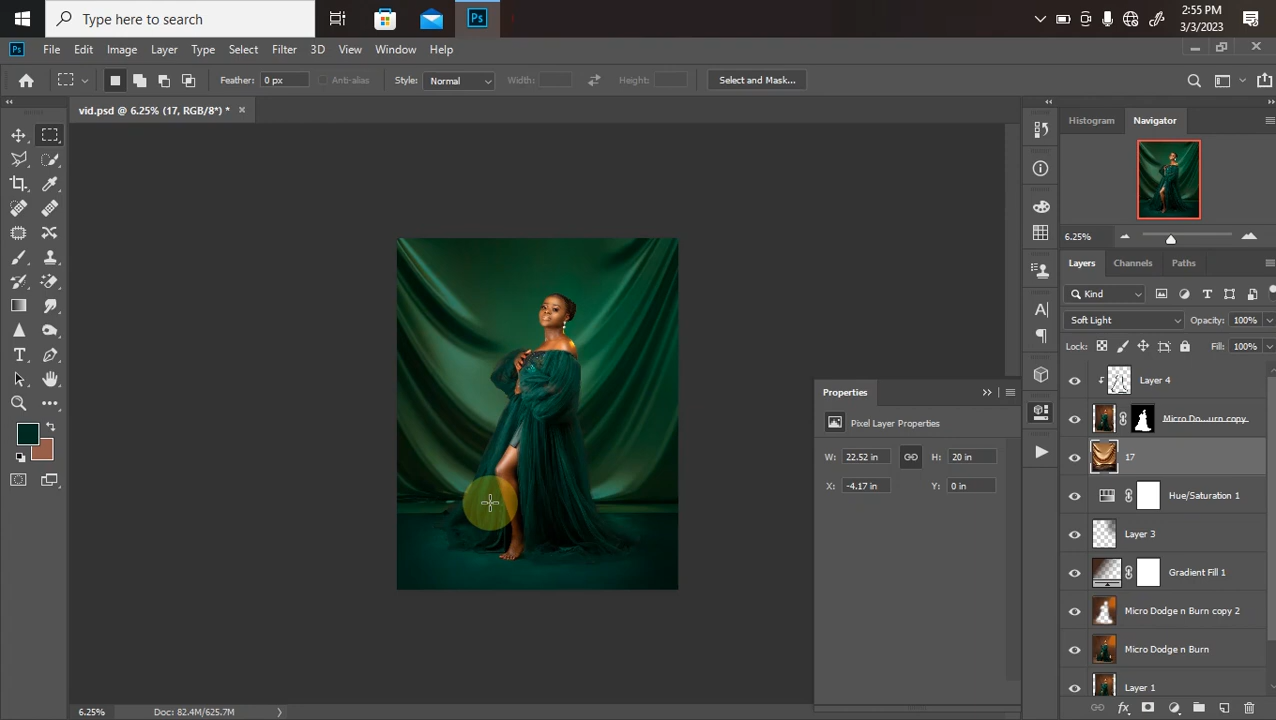 Type here to search
Ps
2:55 PM
3/3/2023
Ps File Edit Image Layer Type Select Filter 3D View Window Help
Feather: 0 px Anti-alias Style: Normal Width: Height: Select and Mask...
vid.psd @ 6.25% (17, RGB/8*) *
Histogram Navigator
6.25%
Layers Channels Paths
Kind
Soft Light Opacity: 100%
Lock: Fill: 100%
Layer 4
Micro Do...urn copy
17
Hue/Saturation 1
Layer 3
Gradient Fill 1
Micro Dodge n Burn copy 2
Micro Dodge n Burn
Layer 1
Properties
Pixel Layer Properties
W: 22.52 in H: 20 in
X: -4.17 in Y: 0 in
6.25% Doc: 82.4M/625.7M